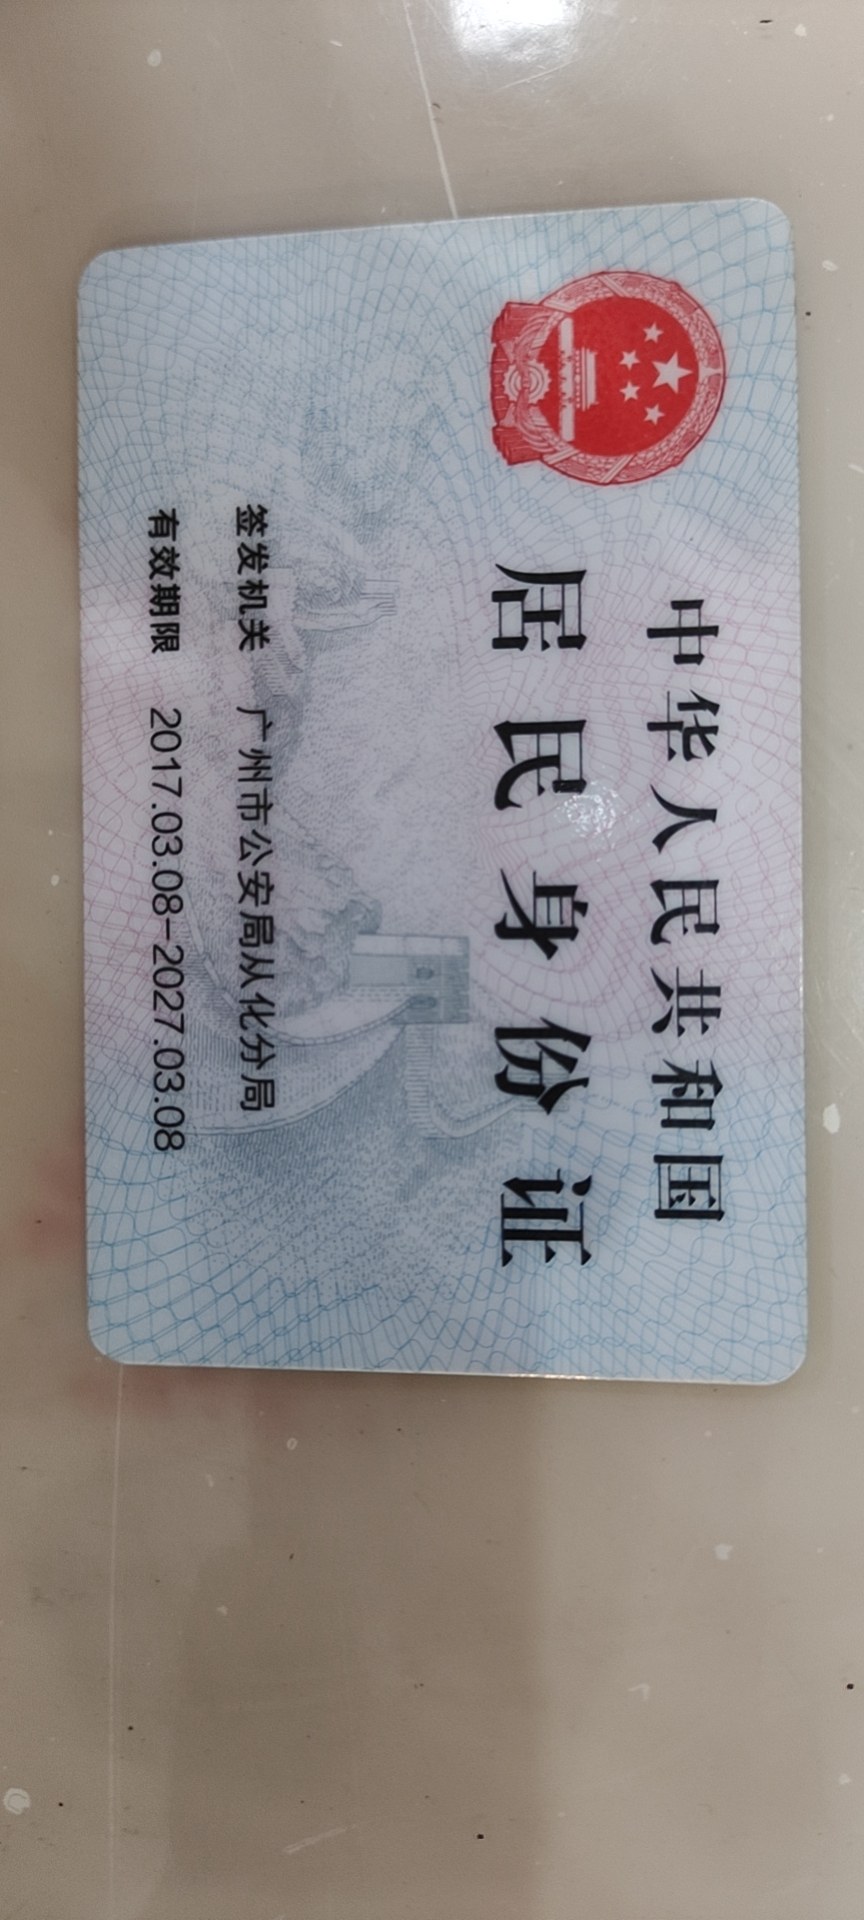 中华人民共和国
居民身份证
签发机关 广州市公安局从化分局
有效期限 2017.03.08-2027.03.08